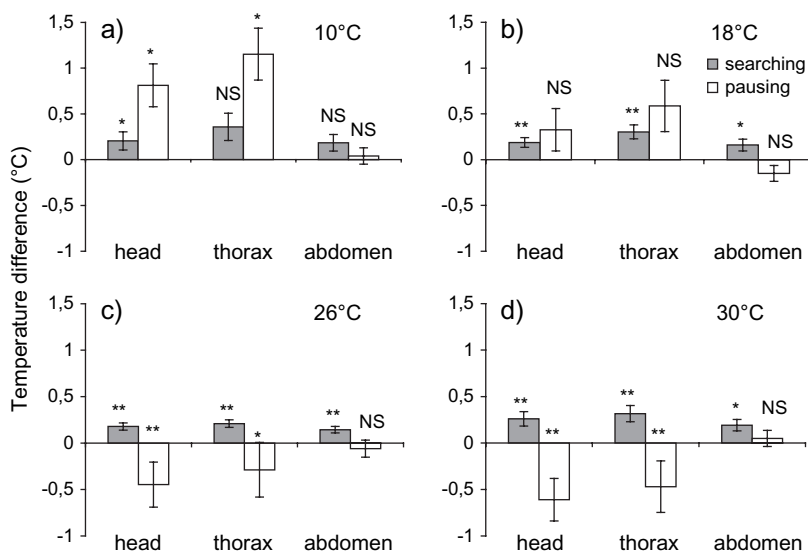 Temperature difference (°C)
a) 10°C
1,5
1
0,5
0
-0,5
-1
* * NS * NS NS
head thorax abdomen
b) 18°C
searching
pausing
1,5
1
0,5
0
-0,5
-1
** NS ** NS *
head thorax abdomen
c) 26°C
1,5
1
0,5
0
-0,5
-1
** ** ** * ** NS
head thorax abdomen
d) 30°C
1,5
1
0,5
0
-0,5
-1
** ** ** ** * NS
head thorax abdomen